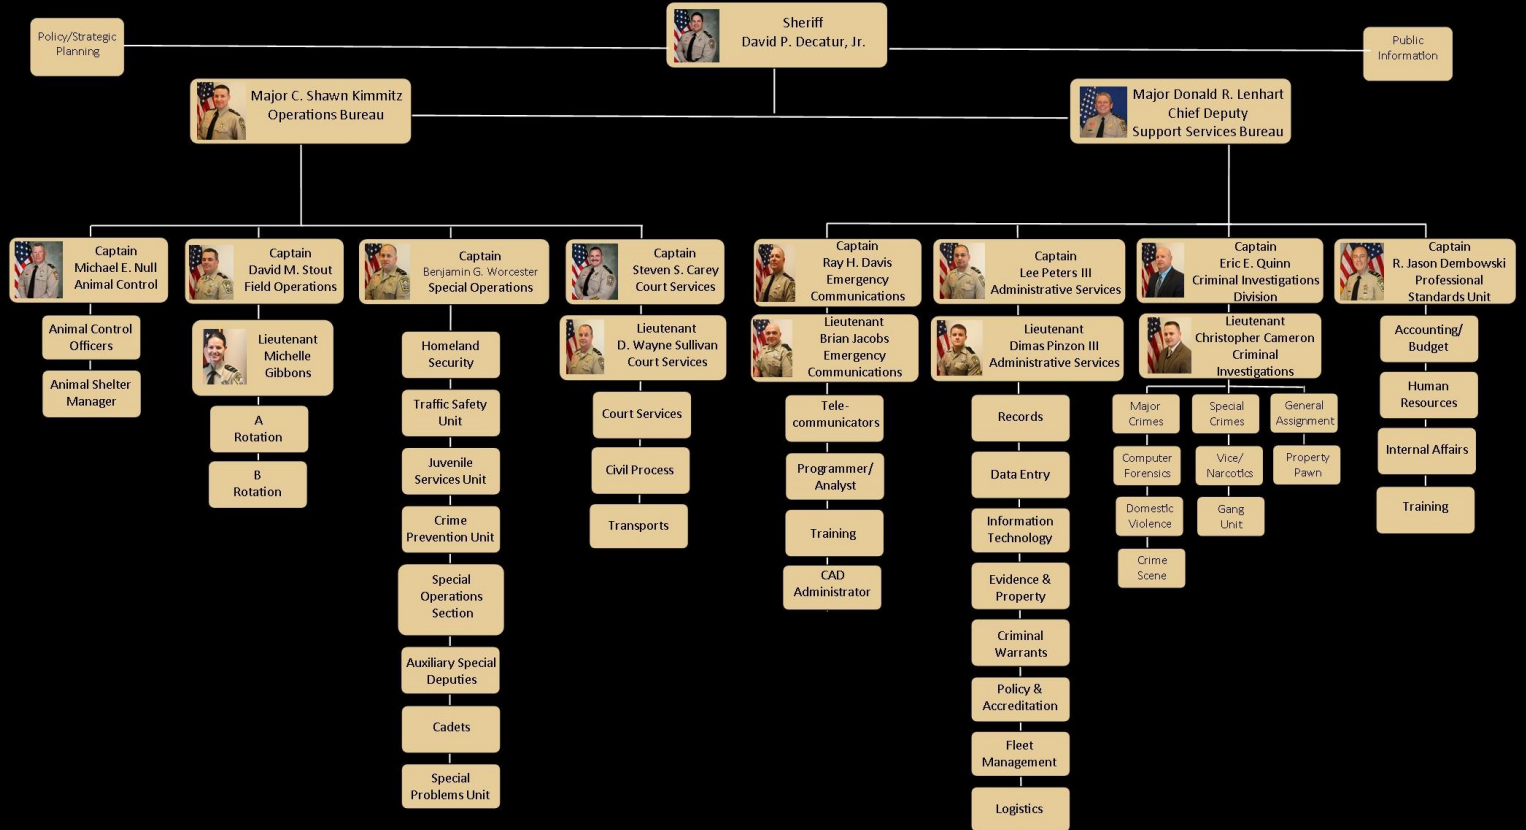 Policy/Strategic
Planning
Sheriff
David P. Decatur, Jr.
Public
Information
Major C. Shawn Kimmitz
Operations Bureau
Major Donald R. Lenhart
Chief Deputy
Support Services Bureau
Captain
Michael E. Null
Animal Control
Animal Control
Officers
Animal Shelter
Manager
Captain
David M. Stout
Field Operations
Lieutenant
Michelle
Gibbons
A
Rotation
B
Rotation
Captain
Benjamin G. Worcester
Special Operations
Homeland
Security
Traffic Safety
Unit
Juvenile
Services Unit
Crime
Prevention Unit
Special
Operations
Section
Auxiliary Special
Deputies
Cadets
Special
Problems Unit
Captain
Steven S. Carey
Court Services
Lieutenant
D. Wayne Sullivan
Court Services
Court Services
Civil Process
Transports
Captain
Ray H. Davis
Emergency
Communications
Lieutenant
Brian Jacobs
Emergency
Communications
Tele-
communicators
Programmer/
Analyst
Training
CAD
Administrator
Captain
Lee Peters III
Administrative Services
Lieutenant
Dimas Pinzon III
Administrative Services
Records
Data Entry
Information
Technology
Evidence &
Property
Criminal
Warrants
Policy &
Accreditation
Fleet
Management
Logistics
Captain
Eric E. Quinn
Criminal Investigations
Division
Lieutenant
Christopher Cameron
Criminal
Investigations
Major
Crimes
Computer
Forensics
Domestic
Violence
Crime
Scene
Special
Crimes
Vice/
Narcotics
Gang
Unit
General
Assignment
Property
Pawn
Captain
R. Jason Dembowski
Professional
Standards Unit
Accounting/
Budget
Human
Resources
Internal Affairs
Training